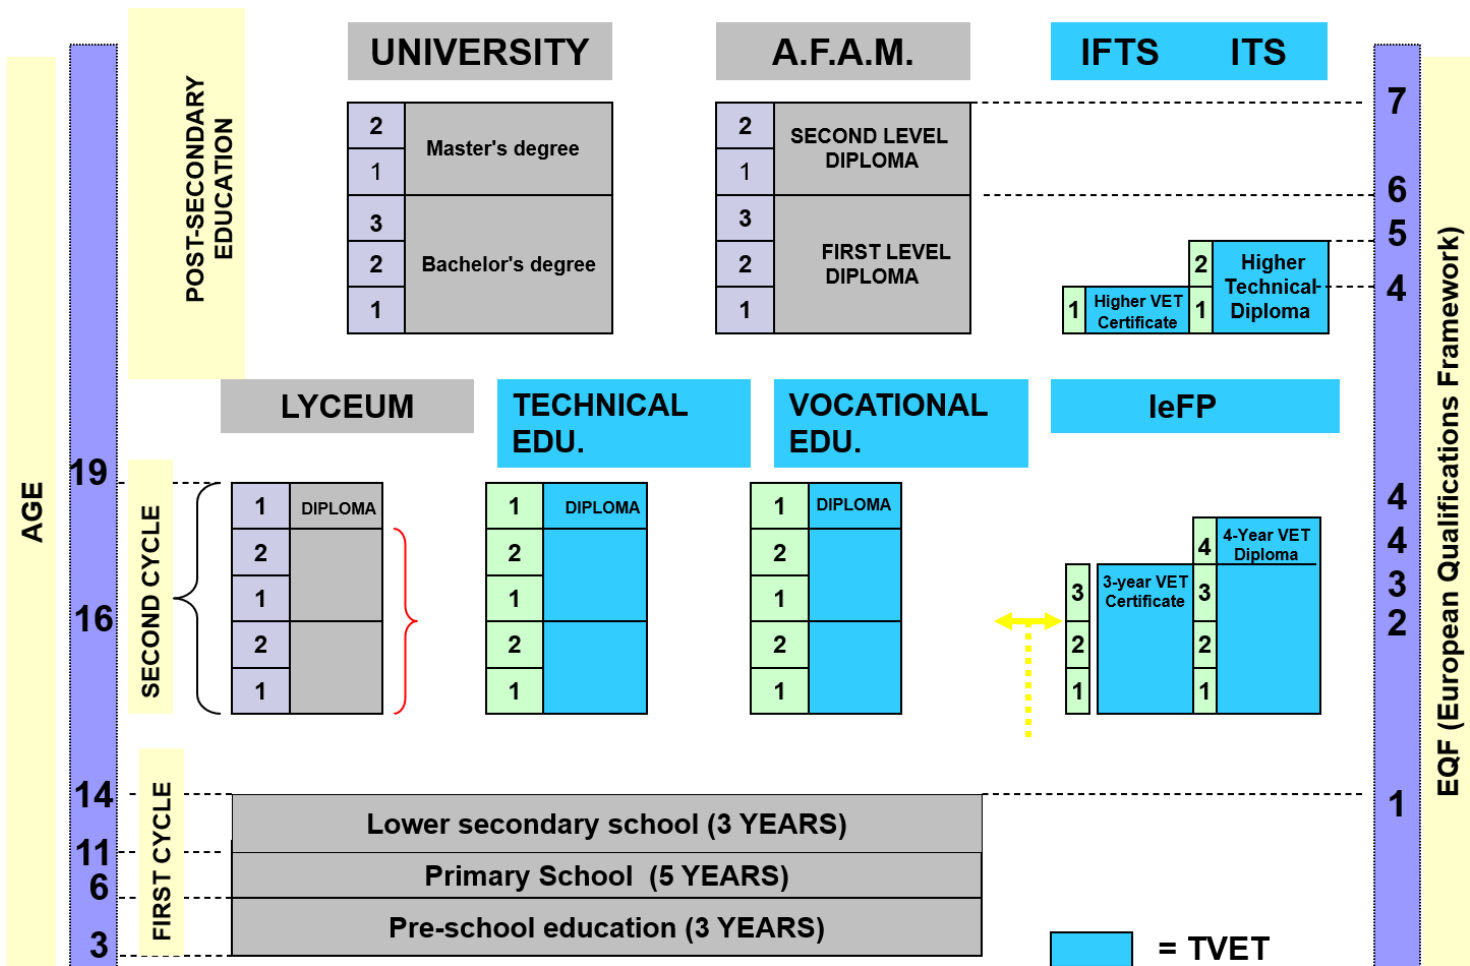 UNIVERSITY
A.F.A.M.
IFTS ITS
POST-SECONDARY
EDUCATION
2
1
3
2
1
Master's degree
Bachelor's degree
2
1
3
2
1
SECOND LEVEL
DIPLOMA
FIRST LEVEL
DIPLOMA
1
Higher VET
Certificate
2
1
Higher
Technical
Diploma
7
6
5
4
LYCEUM
TECHNICAL
EDU.
VOCATIONAL
EDU.
IeFP
AGE
19
16
SECOND CYCLE
1
2
1
2
1
DIPLOMA
1
2
1
2
1
DIPLOMA
1
2
1
2
1
DIPLOMA
3
2
1
3-year VET
Certificate
4
3
2
1
4-Year VET
Diploma
4
4
3
2
EQF (European Qualifications Framework)
14
11
6
3
FIRST CYCLE
Lower secondary school (3 YEARS)
Primary School (5 YEARS)
Pre-school education (3 YEARS)
1
= TVET